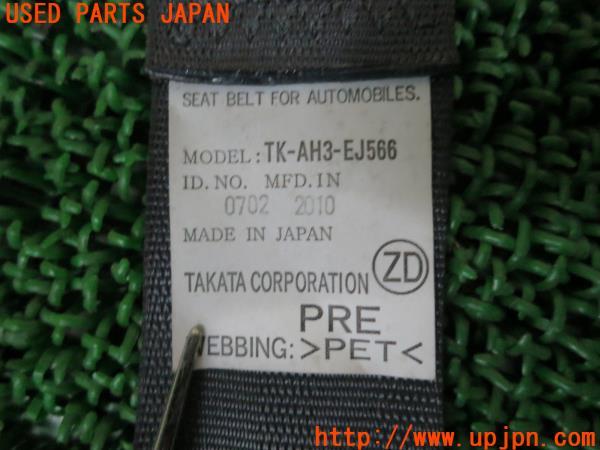 USED PARTS JAPAN
SEAT BELT FOR AUTOMOBILES.
MODEL: TK-AH3-EJ566
ID.NO. MFD.IN
0702 2010
MADE IN JAPAN
TAKATA CORPORATION ZD
PRE
WEBBING: >PET<
https://www.upjpn.com